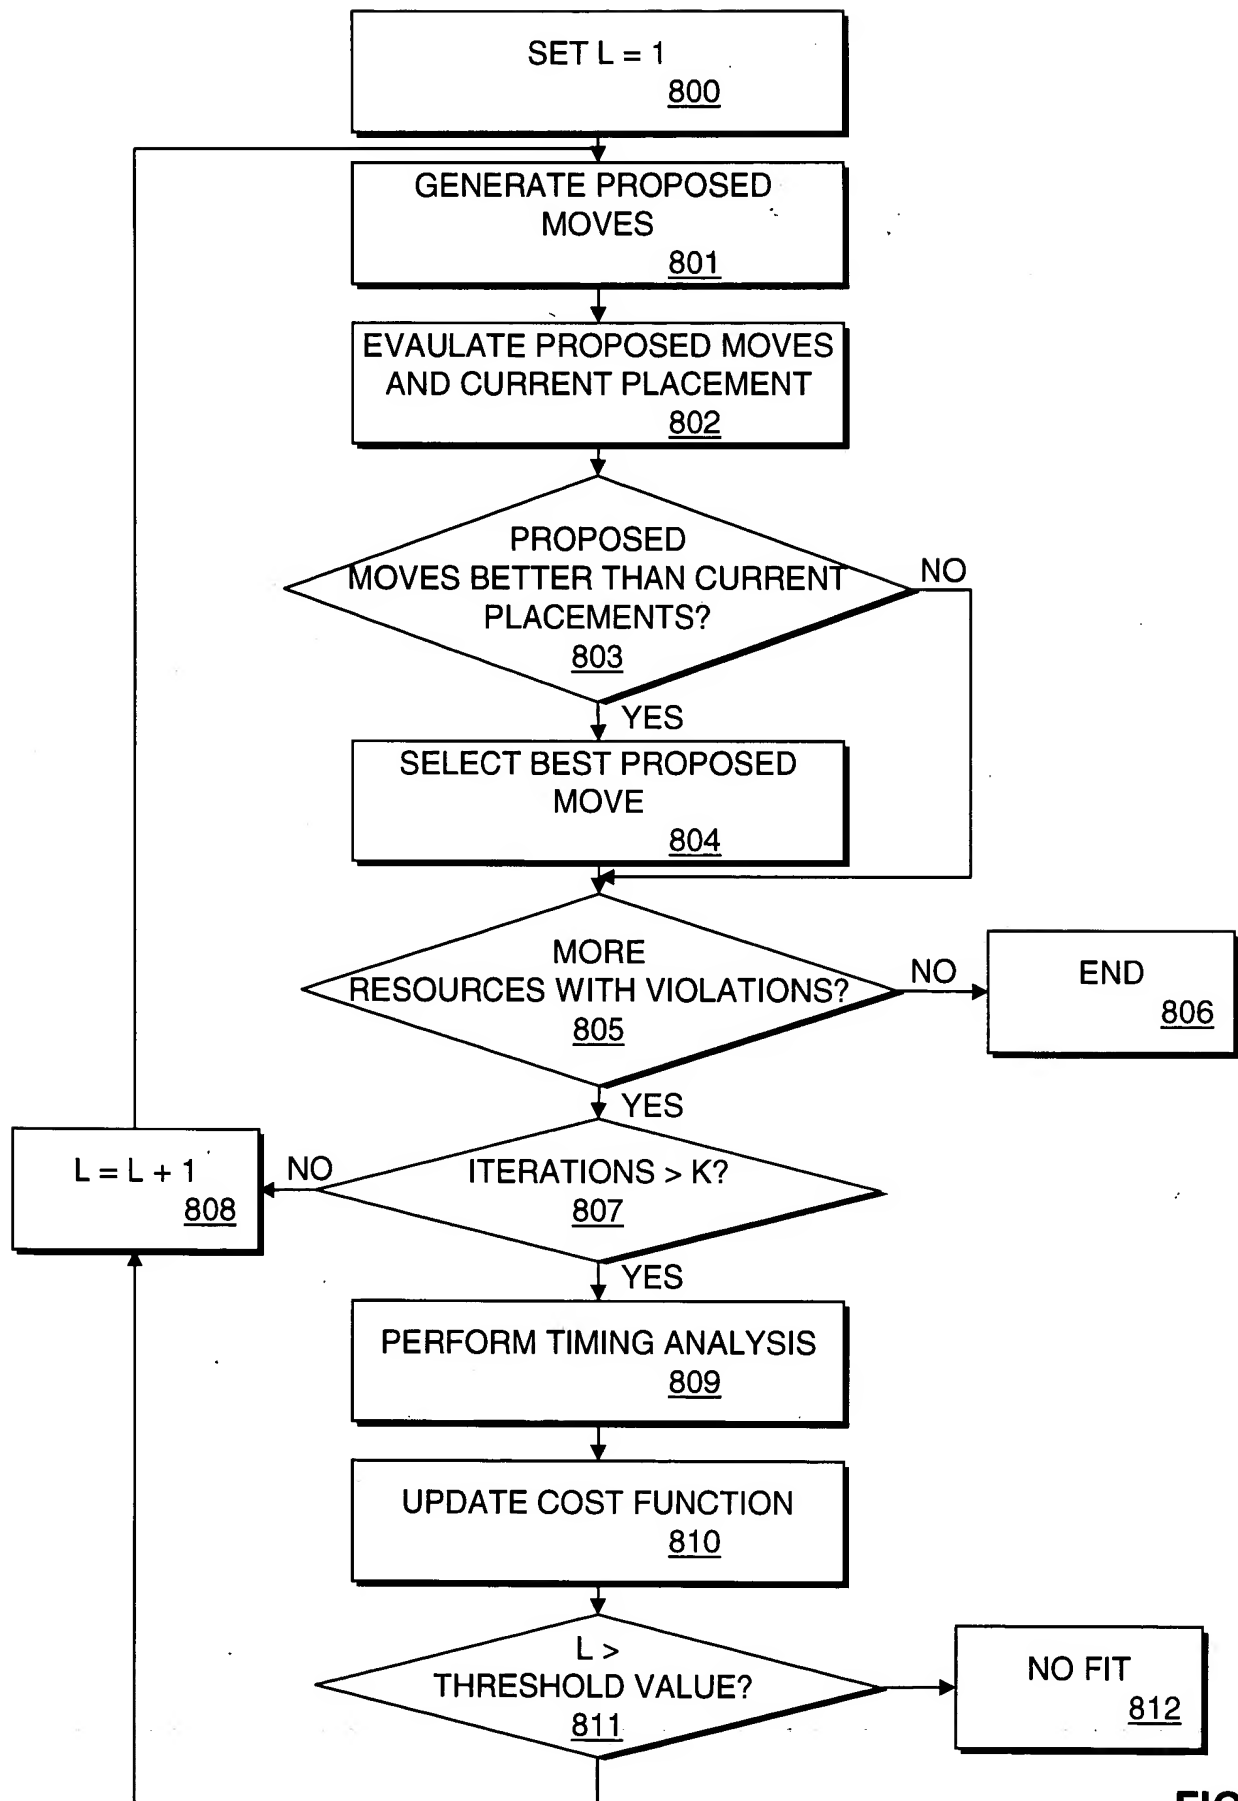 SET L = 1
800
GENERATE PROPOSED
MOVES
801
EVAULATE PROPOSED MOVES
AND CURRENT PLACEMENT
802
PROPOSED
MOVES BETTER THAN CURRENT
PLACEMENTS?
803
NO
YES
SELECT BEST PROPOSED
MOVE
804
MORE
RESOURCES WITH VIOLATIONS?
805
NO
END
806
YES
L = L + 1
808
NO
ITERATIONS > K?
807
YES
PERFORM TIMING ANALYSIS
809
UPDATE COST FUNCTION
810
L >
THRESHOLD VALUE?
811
NO FIT
812